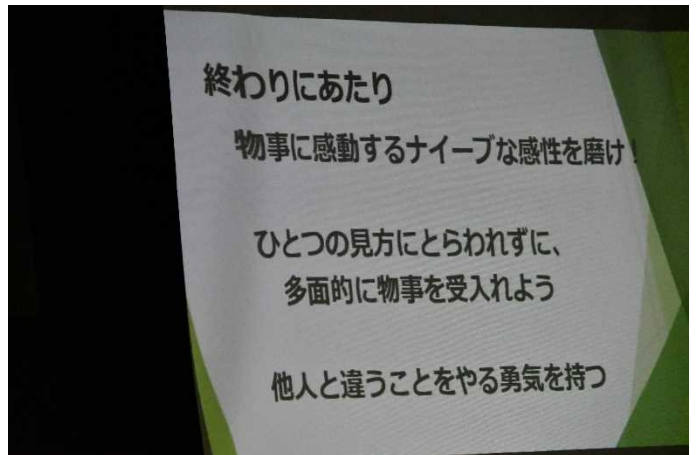 終わりにあたり
物事に感動するナイーブな感性を磨け！
ひとつの見方にとらわれずに、
多面的に物事を受入れよう
他人と違うことをやる勇気を持つ